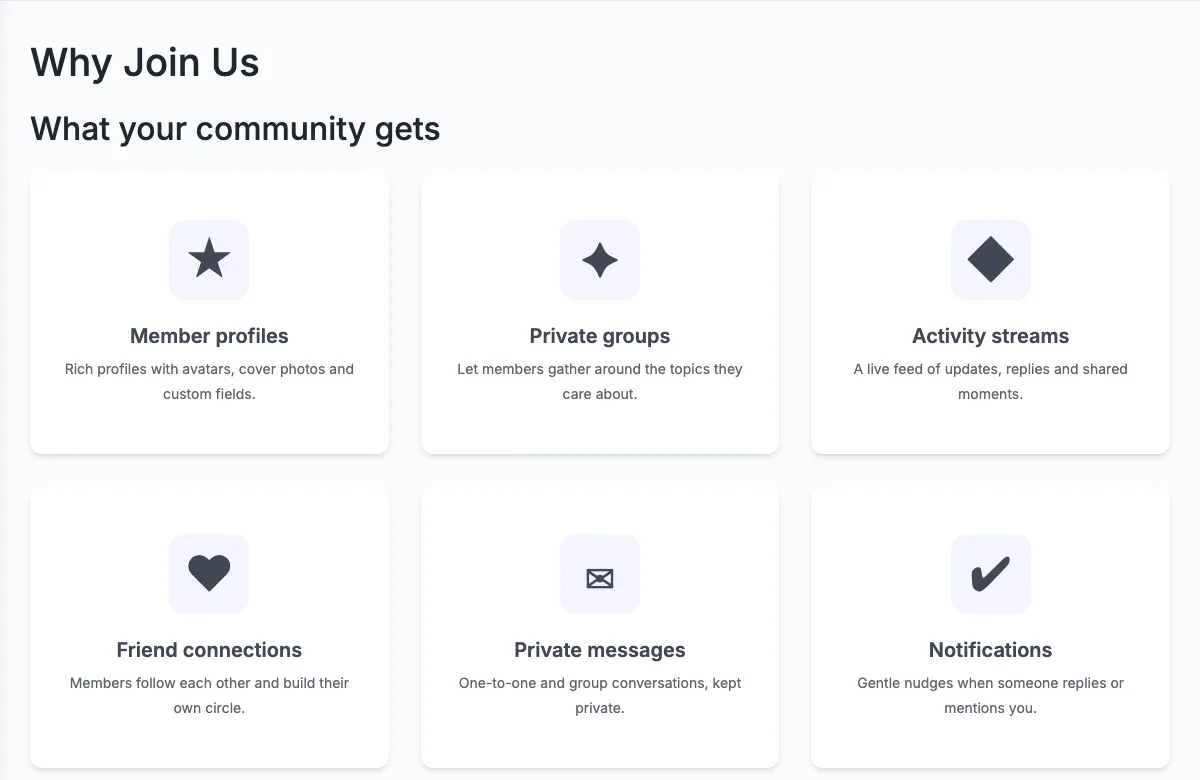 Why Join Us
What your community gets
Member profiles
Rich profiles with avatars, cover photos and
custom fields.
Private groups
Let members gather around the topics they
care about.
Activity streams
A live feed of updates, replies and shared
moments.
Friend connections
Members follow each other and build their
own circle.
Private messages
One-to-one and group conversations, kept
private.
Notifications
Gentle nudges when someone replies or
mentions you.